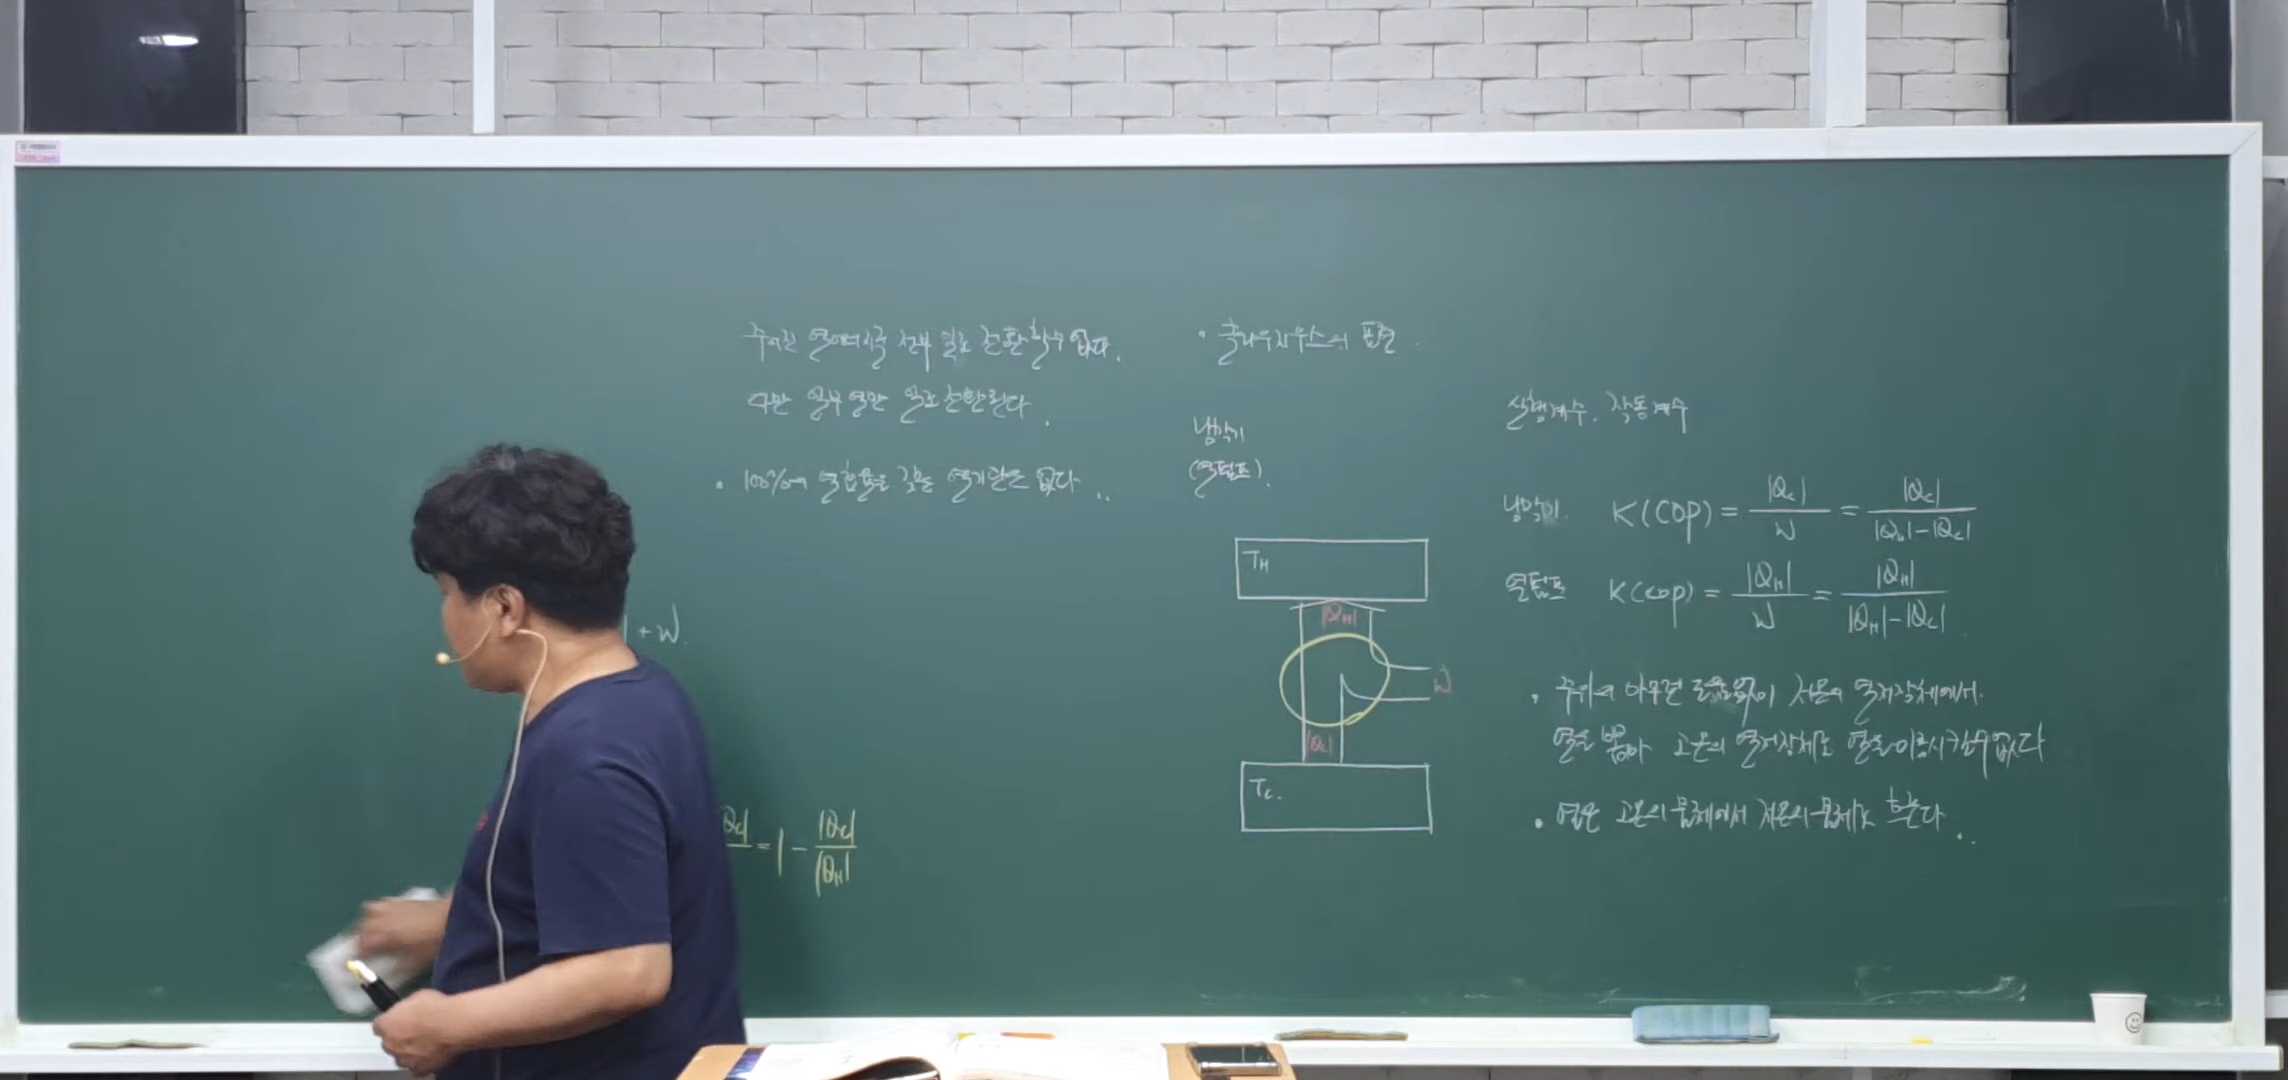 주어진 열에너지를 전부 일로 전환할 수 없다.
다만 일부 열만 일로 전환된다.
• 100%의 열효율을 갖는 열기관은 없다.
+ W.
Qc| = 1 - |Qc| / |QH|
• 클라우지우스의 표현.
냉각기
(열펌프).
TH
|QH|
W
|Qc|
Tc.
실행계수. 작동계수
냉각기. K(COP) = |Qc| / W = |Qc| / |QH|-|Qc|
열펌프 K(COP) = |QH| / W = |QH| / |QH|-|Qc|
• 주위의 아무런 도움없이 저온의 열저장체에서.
열을 뽑아 고온의 열저장체로 열을 이동시킬수 없다
• 열은 고온의 물체에서 저온의 물체로 흐른다.